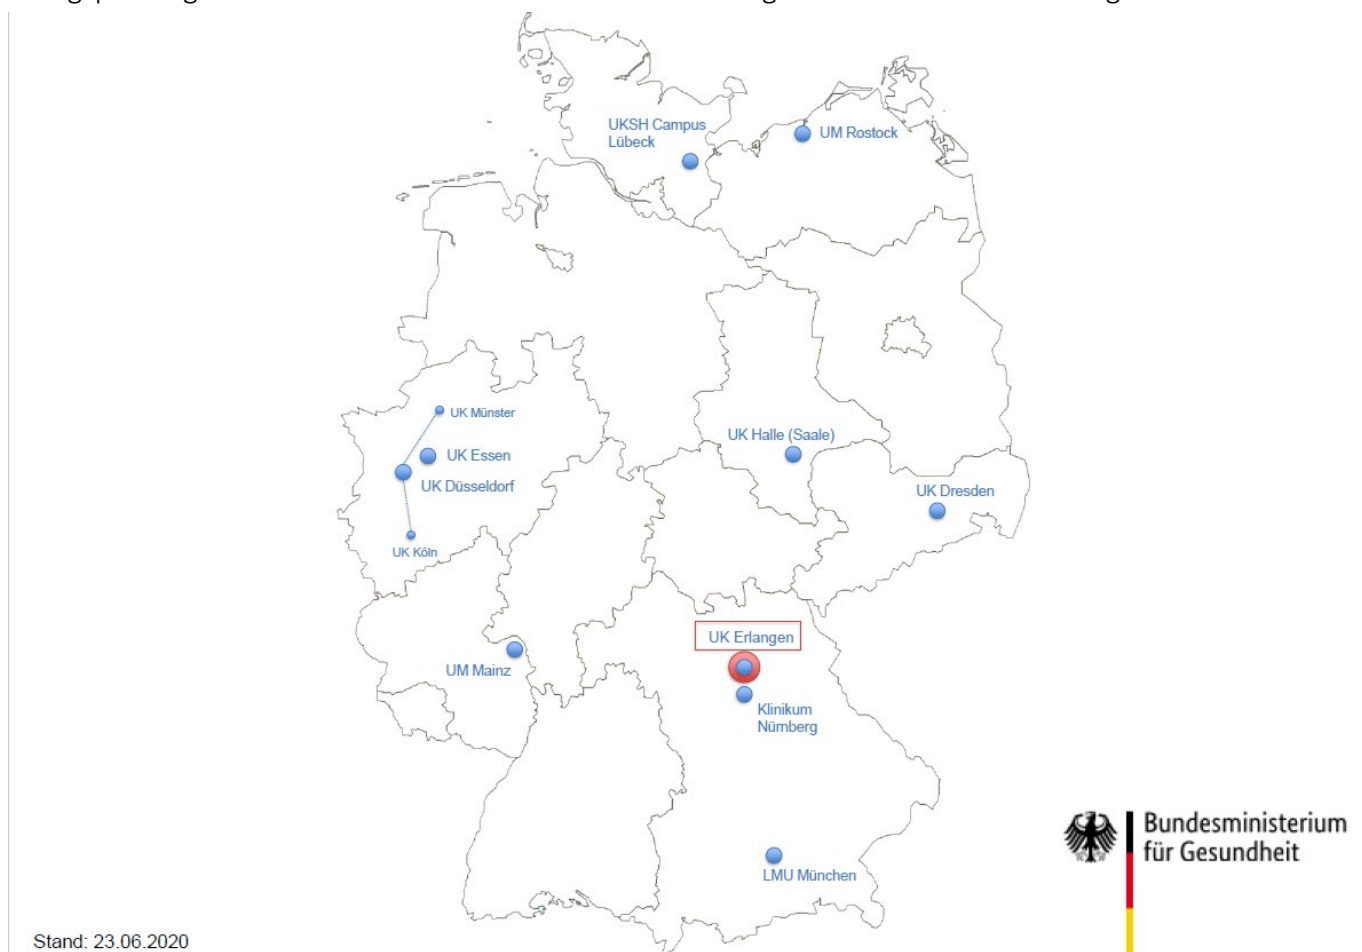 UKSH Campus
Lübeck
UM Rostock
UK Münster
UK Essen
UK Düsseldorf
UK Köln
UK Halle (Saale)
UK Dresden
UK Erlangen
UM Mainz
Klinikum
Nürnberg
LMU München
Bundesministerium
für Gesundheit
Stand: 23.06.2020